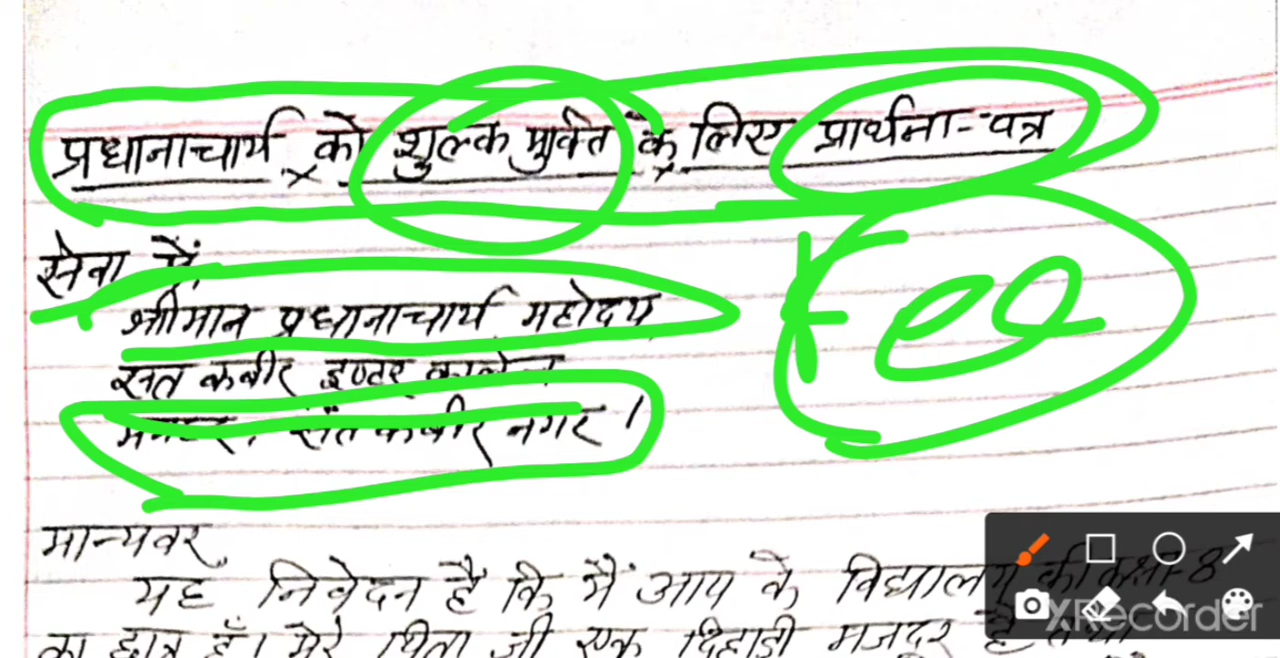 प्रधानाचार्य को शुल्क मुक्ति के लिए प्रार्थना-पत्र
सेवा में
श्रीमान प्रधानाचार्य महोदय
Fee
संत कबीर इण्टर कालेज
मगहर, संत कबीर नगर।
मान्यवर,
यह निवेदन है कि मैं आप के विद्यालय की कक्षा-8
का छात्र हूँ। मेरे पिता जी एक दिहाड़ी मजदूर है
XRecorder